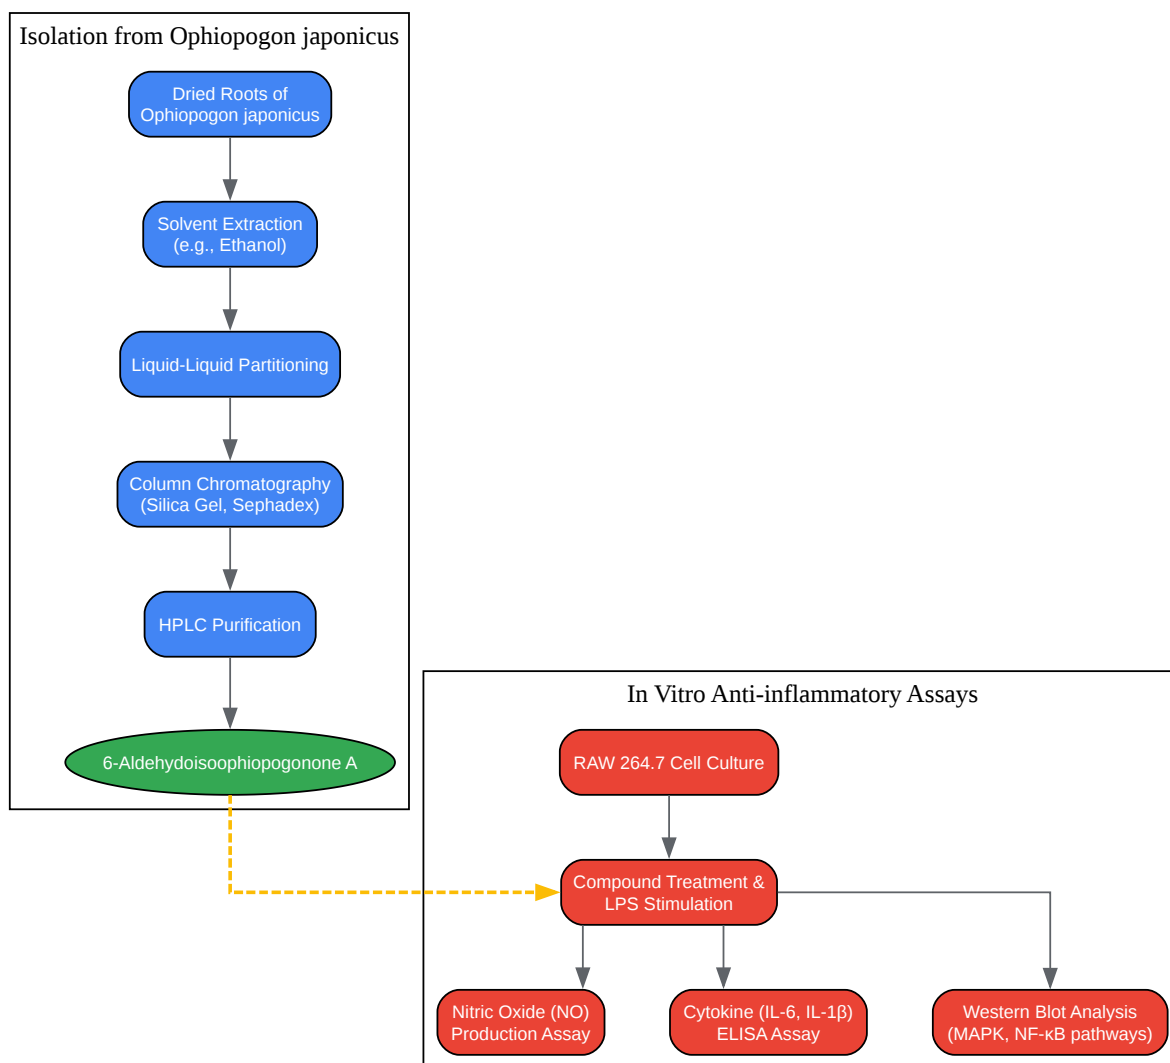 Isolation from Ophiopogon japonicus
Dried Roots of
Ophiopogon japonicus
Solvent Extraction
(e.g., Ethanol)
Liquid-Liquid Partitioning
Column Chromatography
(Silica Gel, Sephadex)
HPLC Purification
6-Aldehydoisoophiopogonone A
In Vitro Anti-inflammatory Assays
RAW 264.7 Cell Culture
Compound Treatment &
LPS Stimulation
Nitric Oxide (NO)
Production Assay
Cytokine (IL-6, IL-1β)
ELISA Assay
Western Blot Analysis
(MAPK, NF-κB pathways)